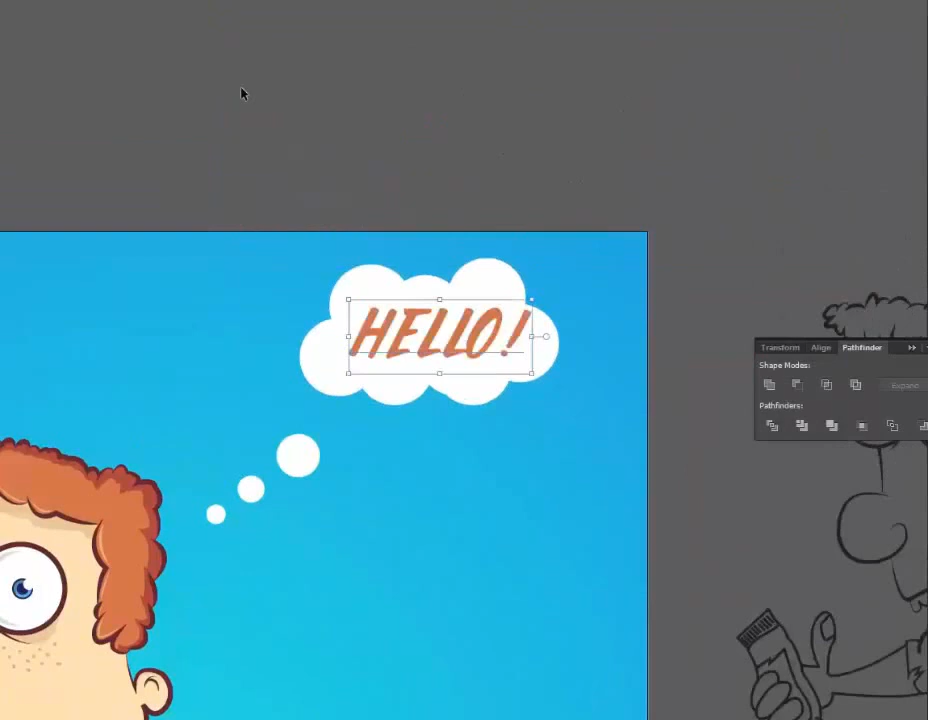 HELLO!
Transform Align Pathfinder
Shape Modes:
Expand
Pathfinders: